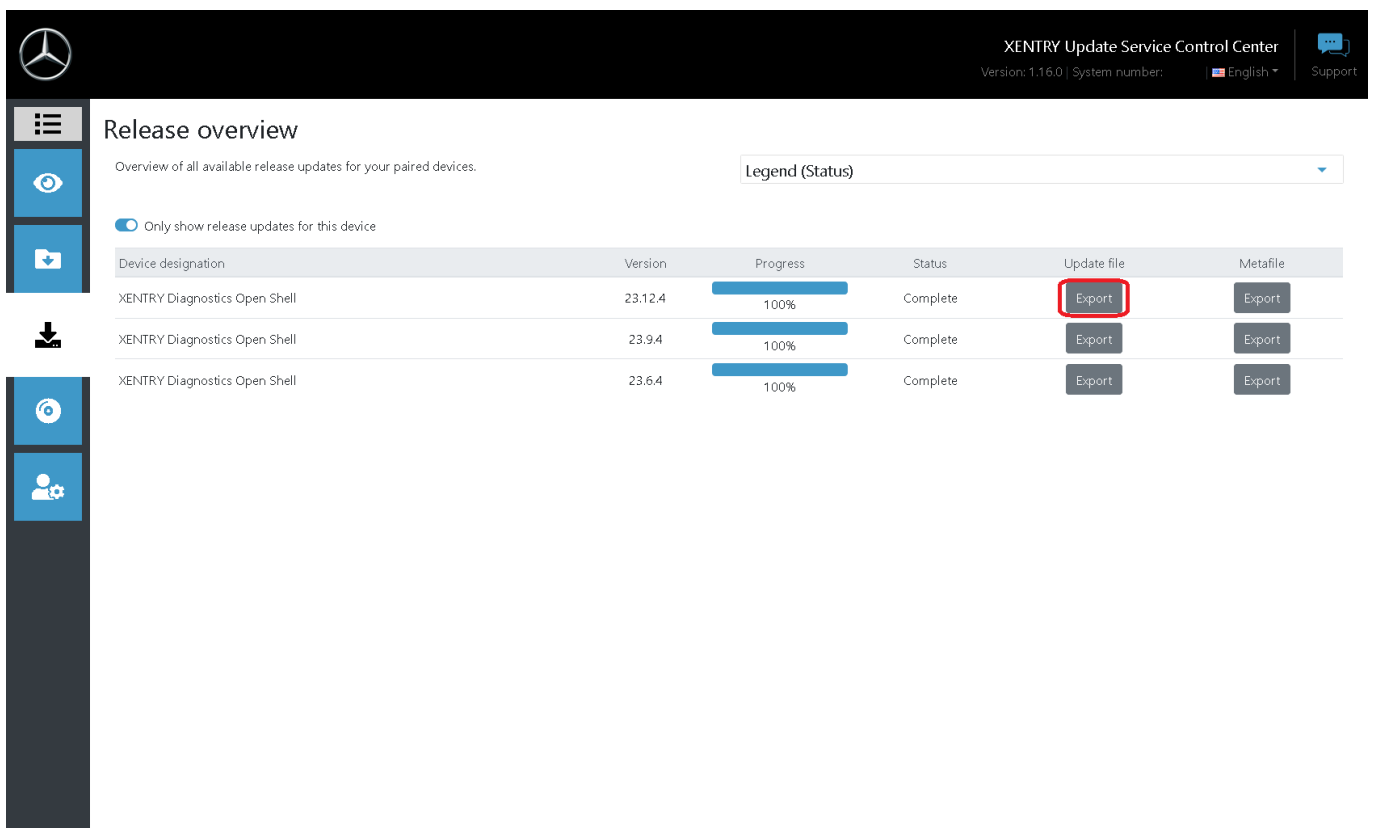 XENTRY Update Service Control Center
Version: 1.16.0 | System number: | English
Support
Release overview
Overview of all available release updates for your paired devices.
Legend (Status)
Only show release updates for this device
Device designation Version Progress Status Update file Metafile
XENTRY Diagnostics Open Shell 23.12.4 100% Complete Export Export
XENTRY Diagnostics Open Shell 23.9.4 100% Complete Export Export
XENTRY Diagnostics Open Shell 23.6.4 100% Complete Export Export